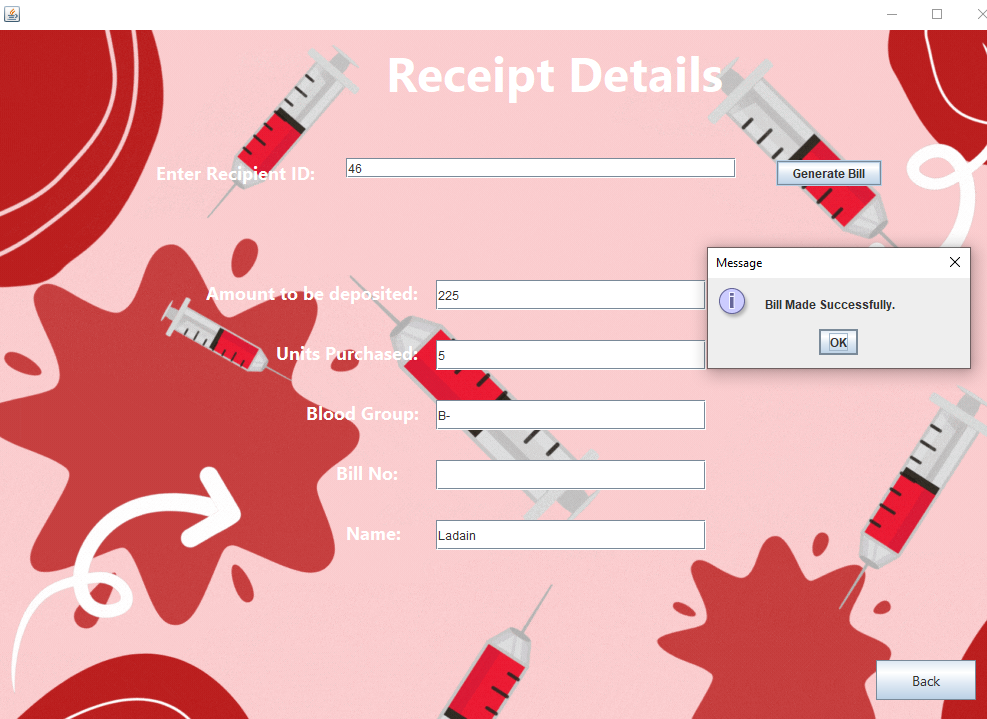 Receipt Details
Enter Recipient ID: 46 Generate Bill
Message
Bill Made Successfully.
OK
Amount to be deposited: 225
Units Purchased: 5
Blood Group: B-
Bill No:
Name: Ladain
Back